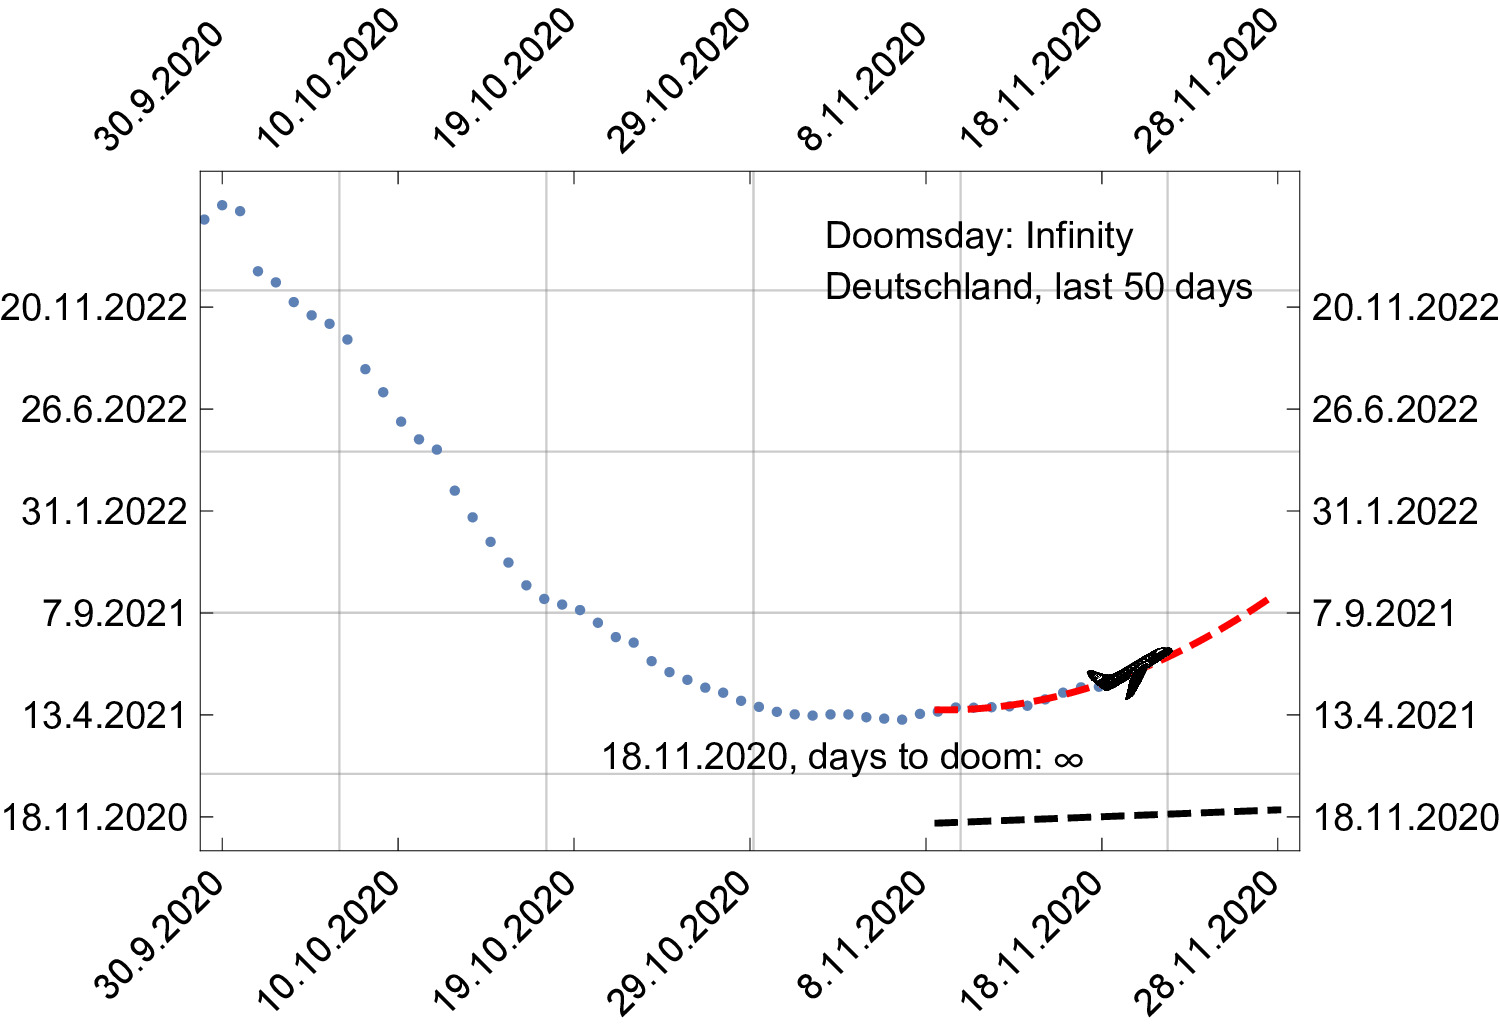 30.9.2020 10.10.2020 19.10.2020 29.10.2020 8.11.2020 18.11.2020 28.11.2020
Doomsday: Infinity
Deutschland, last 50 days
20.11.2022 20.11.2022
26.6.2022 26.6.2022
31.1.2022 31.1.2022
7.9.2021 7.9.2021
13.4.2021 13.4.2021
18.11.2020, days to doom: ∞
18.11.2020 18.11.2020
30.9.2020 10.10.2020 19.10.2020 29.10.2020 8.11.2020 18.11.2020 28.11.2020